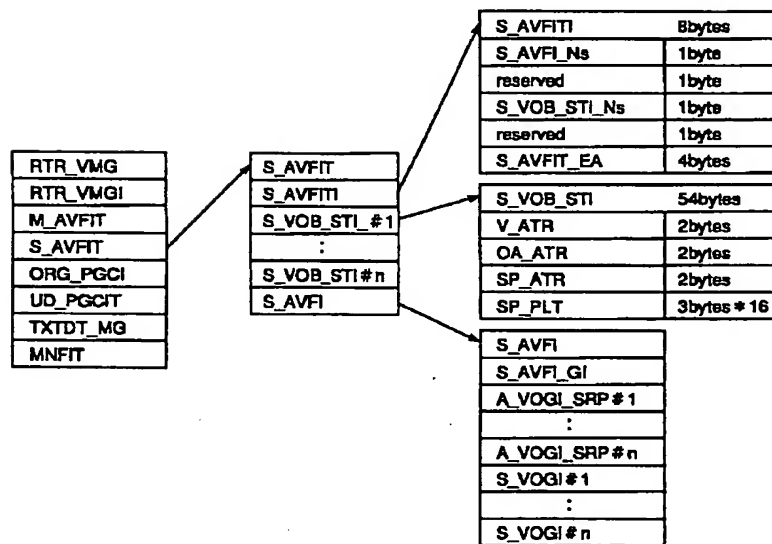 RTR_VMG
RTR_VMGI
M_AVFIT
S_AVFIT
ORG_PGCI
UD_PGCIT
TXTDT_MG
MNFIT
S_AVFIT
S_AVFITI
S_VOB_STI_#1
:
S_VOB_STI#n
S_AVFI
S_AVFITI 8bytes
S_AVFI_Ns 1byte
reserved 1byte
S_VOB_STI_Ns 1byte
reserved 1byte
S_AVFIT_EA 4bytes
S_VOB_STI 54bytes
V_ATR 2bytes
OA_ATR 2bytes
SP_ATR 2bytes
SP_PLT 3bytes*16
S_AVFI
S_AVFI_GI
A_VOGI_SRP#1
:
A_VOGI_SRP#n
S_VOGI#1
:
S_VOGI#n